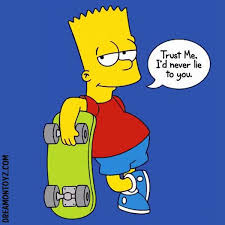 Trust Me.
I'd never lie
to you.
DREAMONTOYZ.COM